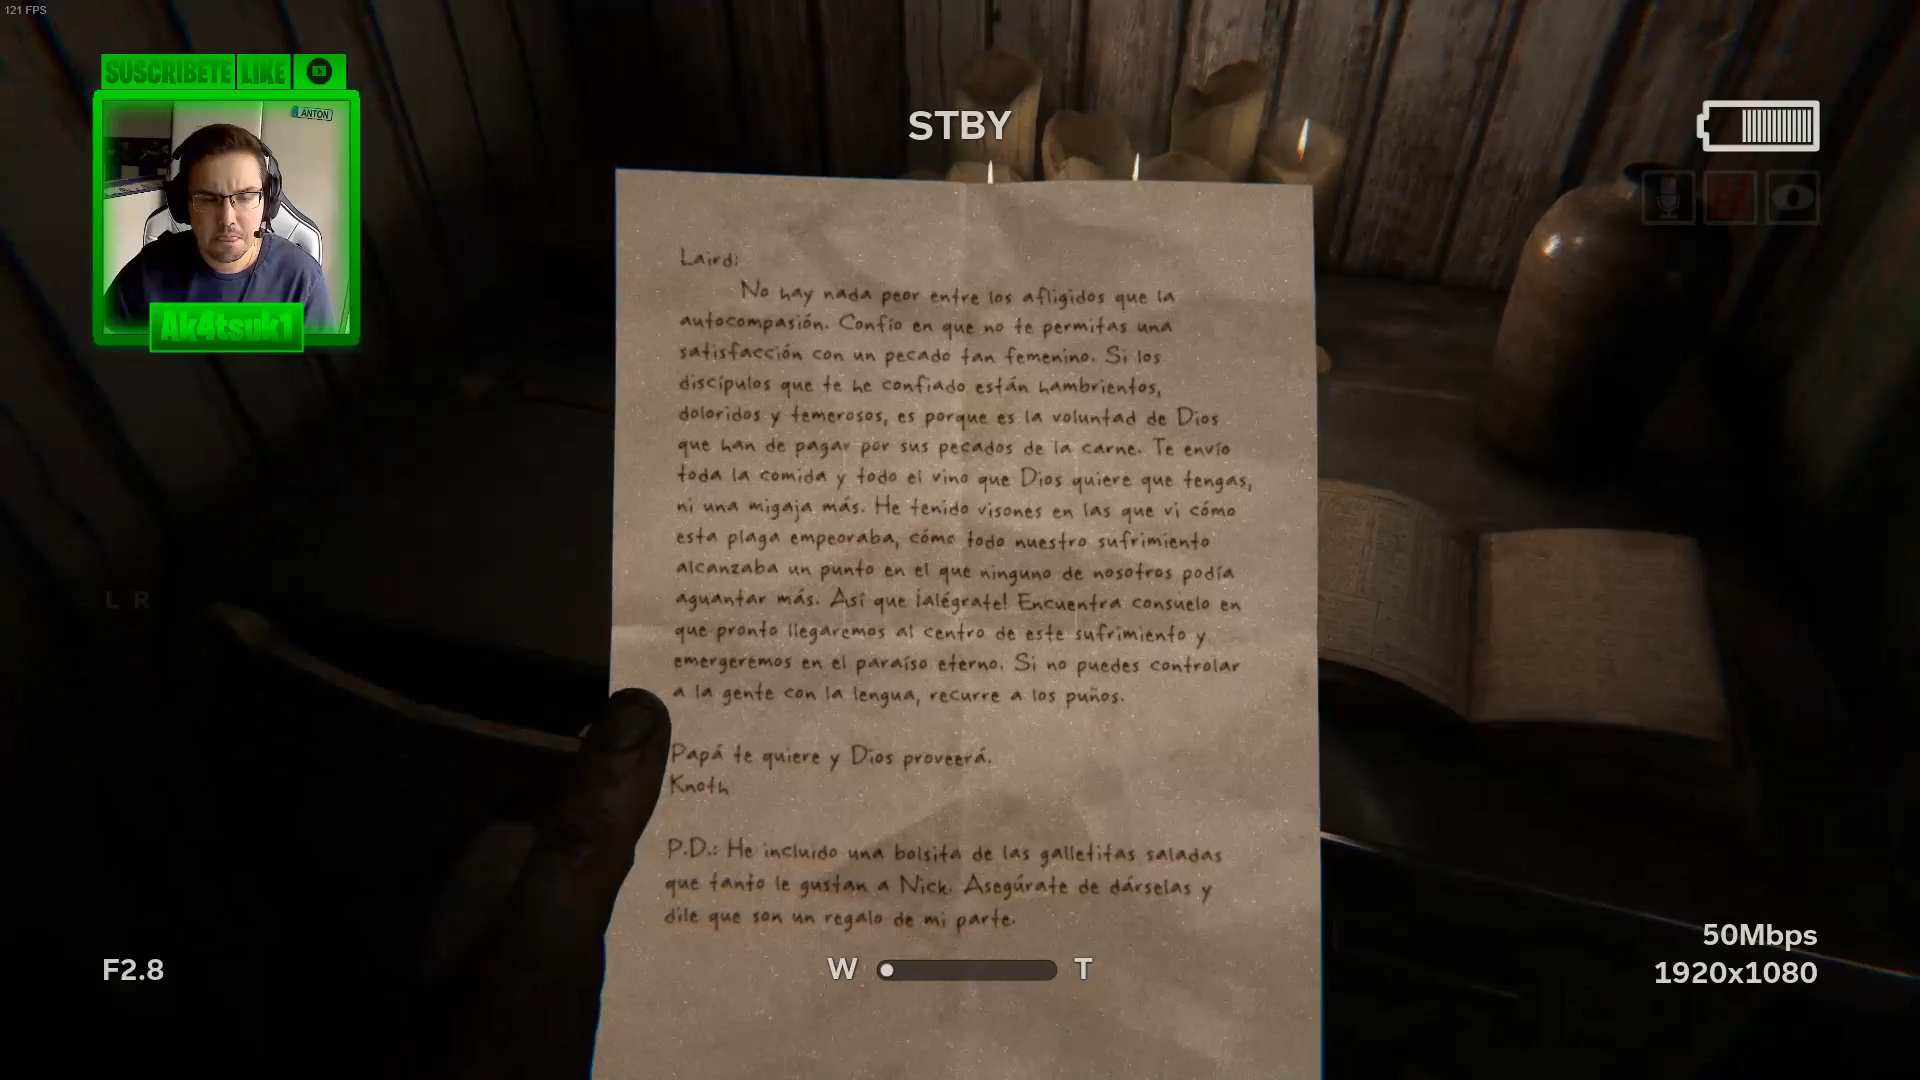 121 FPS
SUSCRIBETE LIKE
ANTON
Ak4tsuk1
STBY
Laird:
No hay nada peor entre los afligidos que la
autocompasión. Confío en que no te permitas una
satisfacción con un pecado tan femenino. Si los
discípulos que te he confiado están hambrientos,
doloridos y temerosos, es porque es la voluntad de Dios
que han de pagar por sus pecados de la carne. Te envío
toda la comida y todo el vino que Dios quiere que tengas,
ni una migaja más. He tenido visones en las que vi cómo
esta plaga empeoraba, cómo todo nuestro sufrimiento
alcanzaba un punto en el que ninguno de nosotros podía
aguantar más. Así que ¡alégrate! Encuentra consuelo en
que pronto llegaremos al centro de este sufrimiento y
emergeremos en el paraíso eterno. Si no puedes controlar
a la gente con la lengua, recurre a los puños.
Papá te quiere y Dios proveerá.
Knoth
P.D.: He incluido una bolsita de las galletitas saladas
que tanto le gustan a Nick. Asegúrate de dárselas y
dile que son un regalo de mi parte.
L R
F2.8
W T
50Mbps
1920x1080